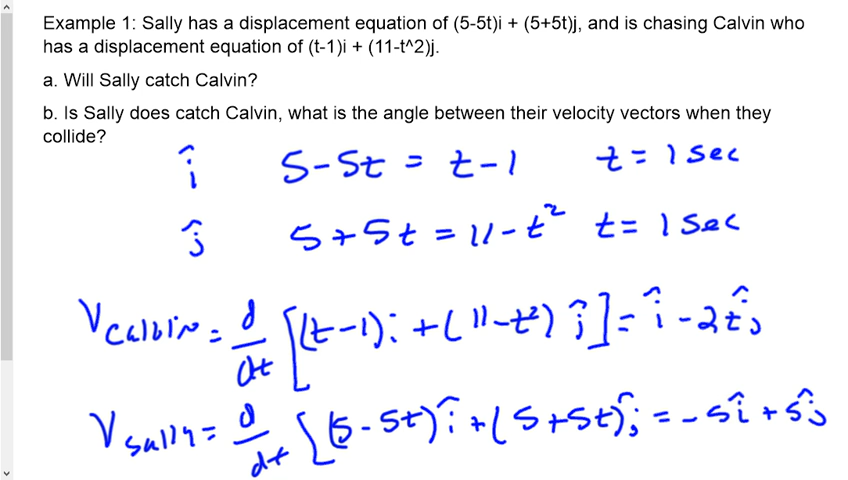 Example 1: Sally has a displacement equation of (5-5t)i + (5+5t)j, and is chasing Calvin who
has a displacement equation of (t-1)i + (11-t^2)j.
a. Will Sally catch Calvin?
b. Is Sally does catch Calvin, what is the angle between their velocity vectors when they
collide?
î 5-5t = t-1 t = 1 sec
ĵ 5+5t = 11-t² t = 1 sec
V Calvin = d/dt [(t-1)i + (11-t²)ĵ] = î - 2tĵ
V Sally = d/dt [(5-5t)î + (5+5t)ĵ = -5î + 5ĵ